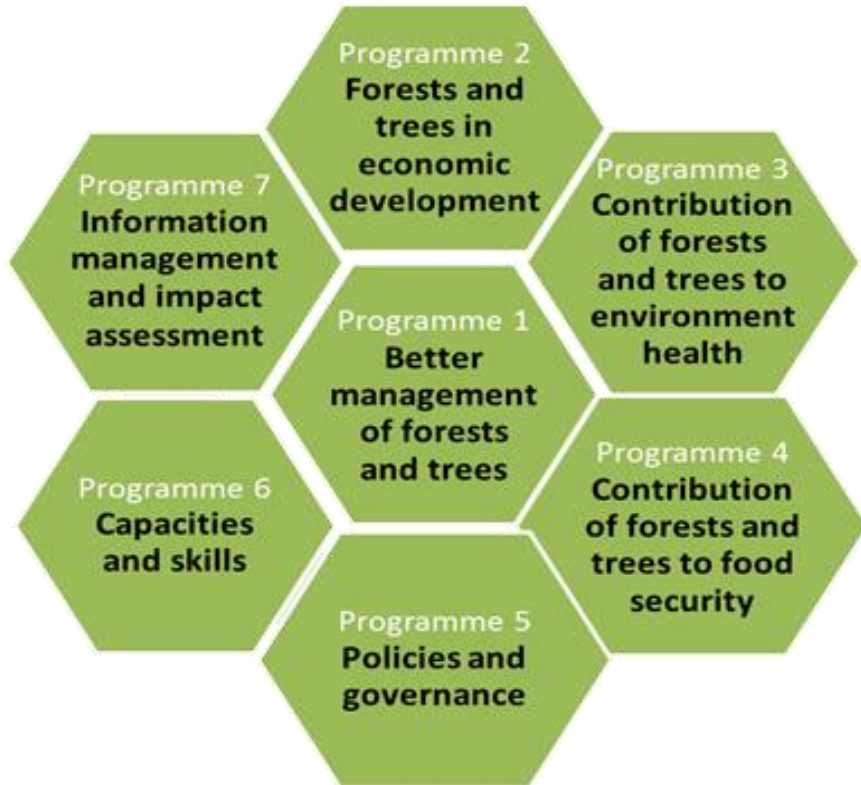 Programme 2
Forests and
trees in
economic
development
Programme 7
Information
management
and impact
assessment
Programme 3
Contribution
of forests
and trees to
environment
health
Programme 1
Better
management
of forests
and trees
Programme 6
Capacities
and skills
Programme 4
Contribution
of forests and
trees to food
security
Programme 5
Policies and
governance